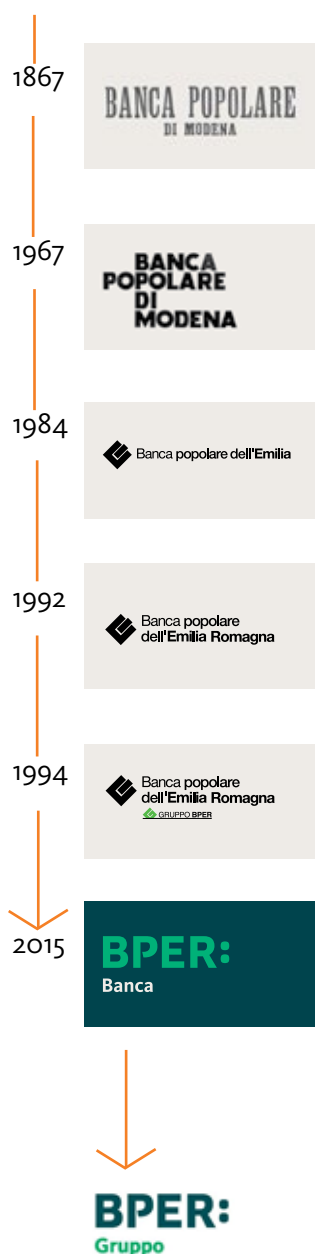 1867
BANCA POPOLARE
DI MODENA
1967
BANCA
POPOLARE
DI
MODENA
1984
Banca popolare dell'Emilia
1992
Banca popolare
dell'Emilia Romagna
1994
Banca popolare
dell'Emilia Romagna
GRUPPO BPER
2015
BPER:
Banca
BPER:
Gruppo